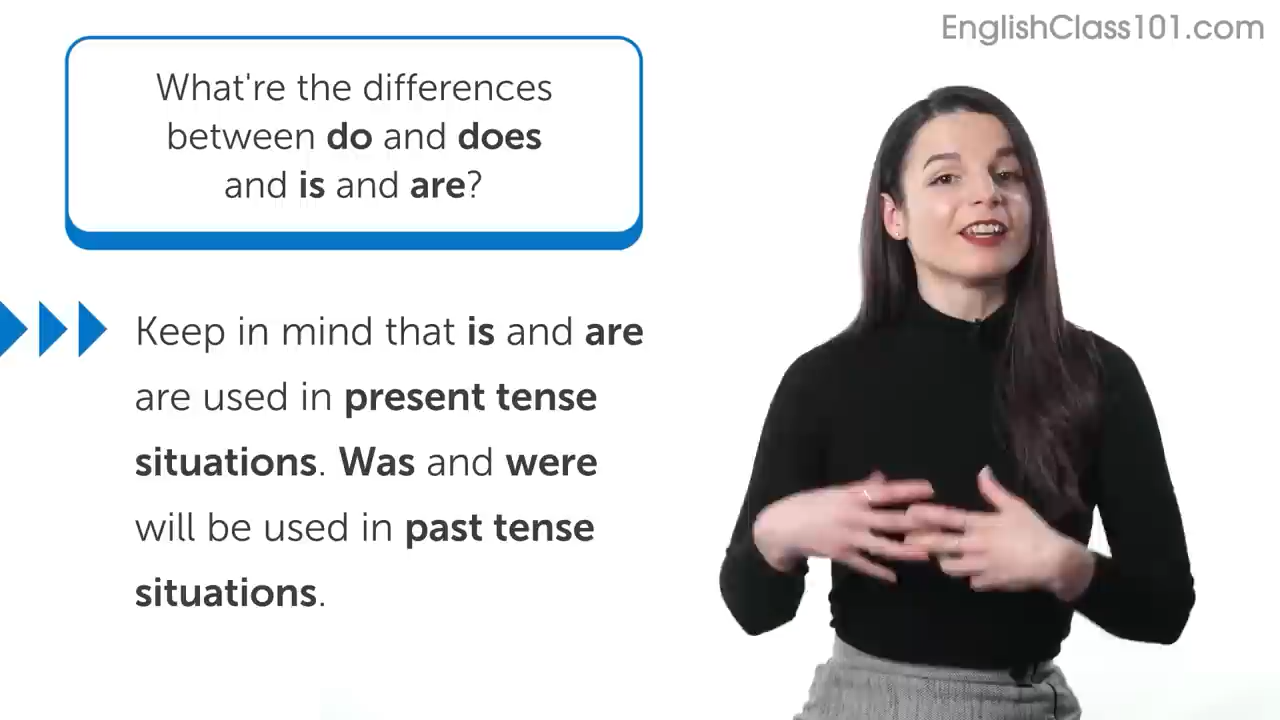 EnglishClass101.com
What're the differences
between do and does
and is and are?
Keep in mind that is and are
are used in present tense
situations. Was and were
will be used in past tense
situations.